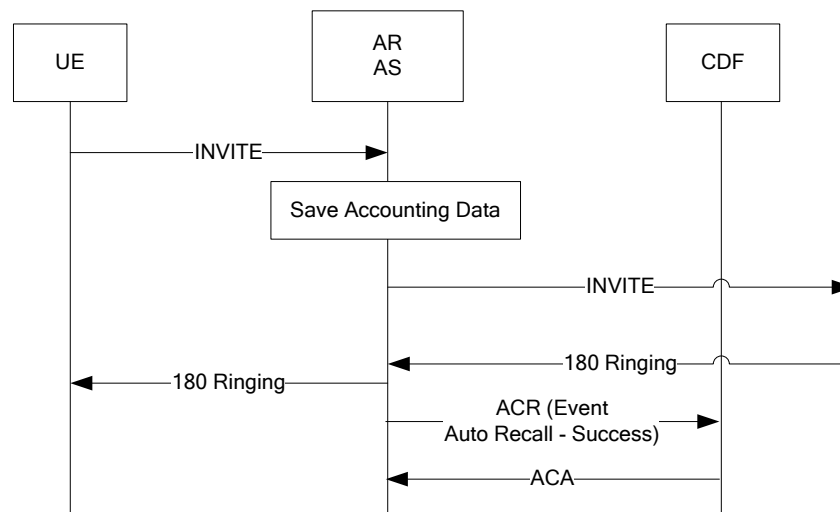 UE
AR
AS
CDF
INVITE
Save Accounting Data
INVITE
180 Ringing
180 Ringing
ACR (Event
Auto Recall - Success)
ACA